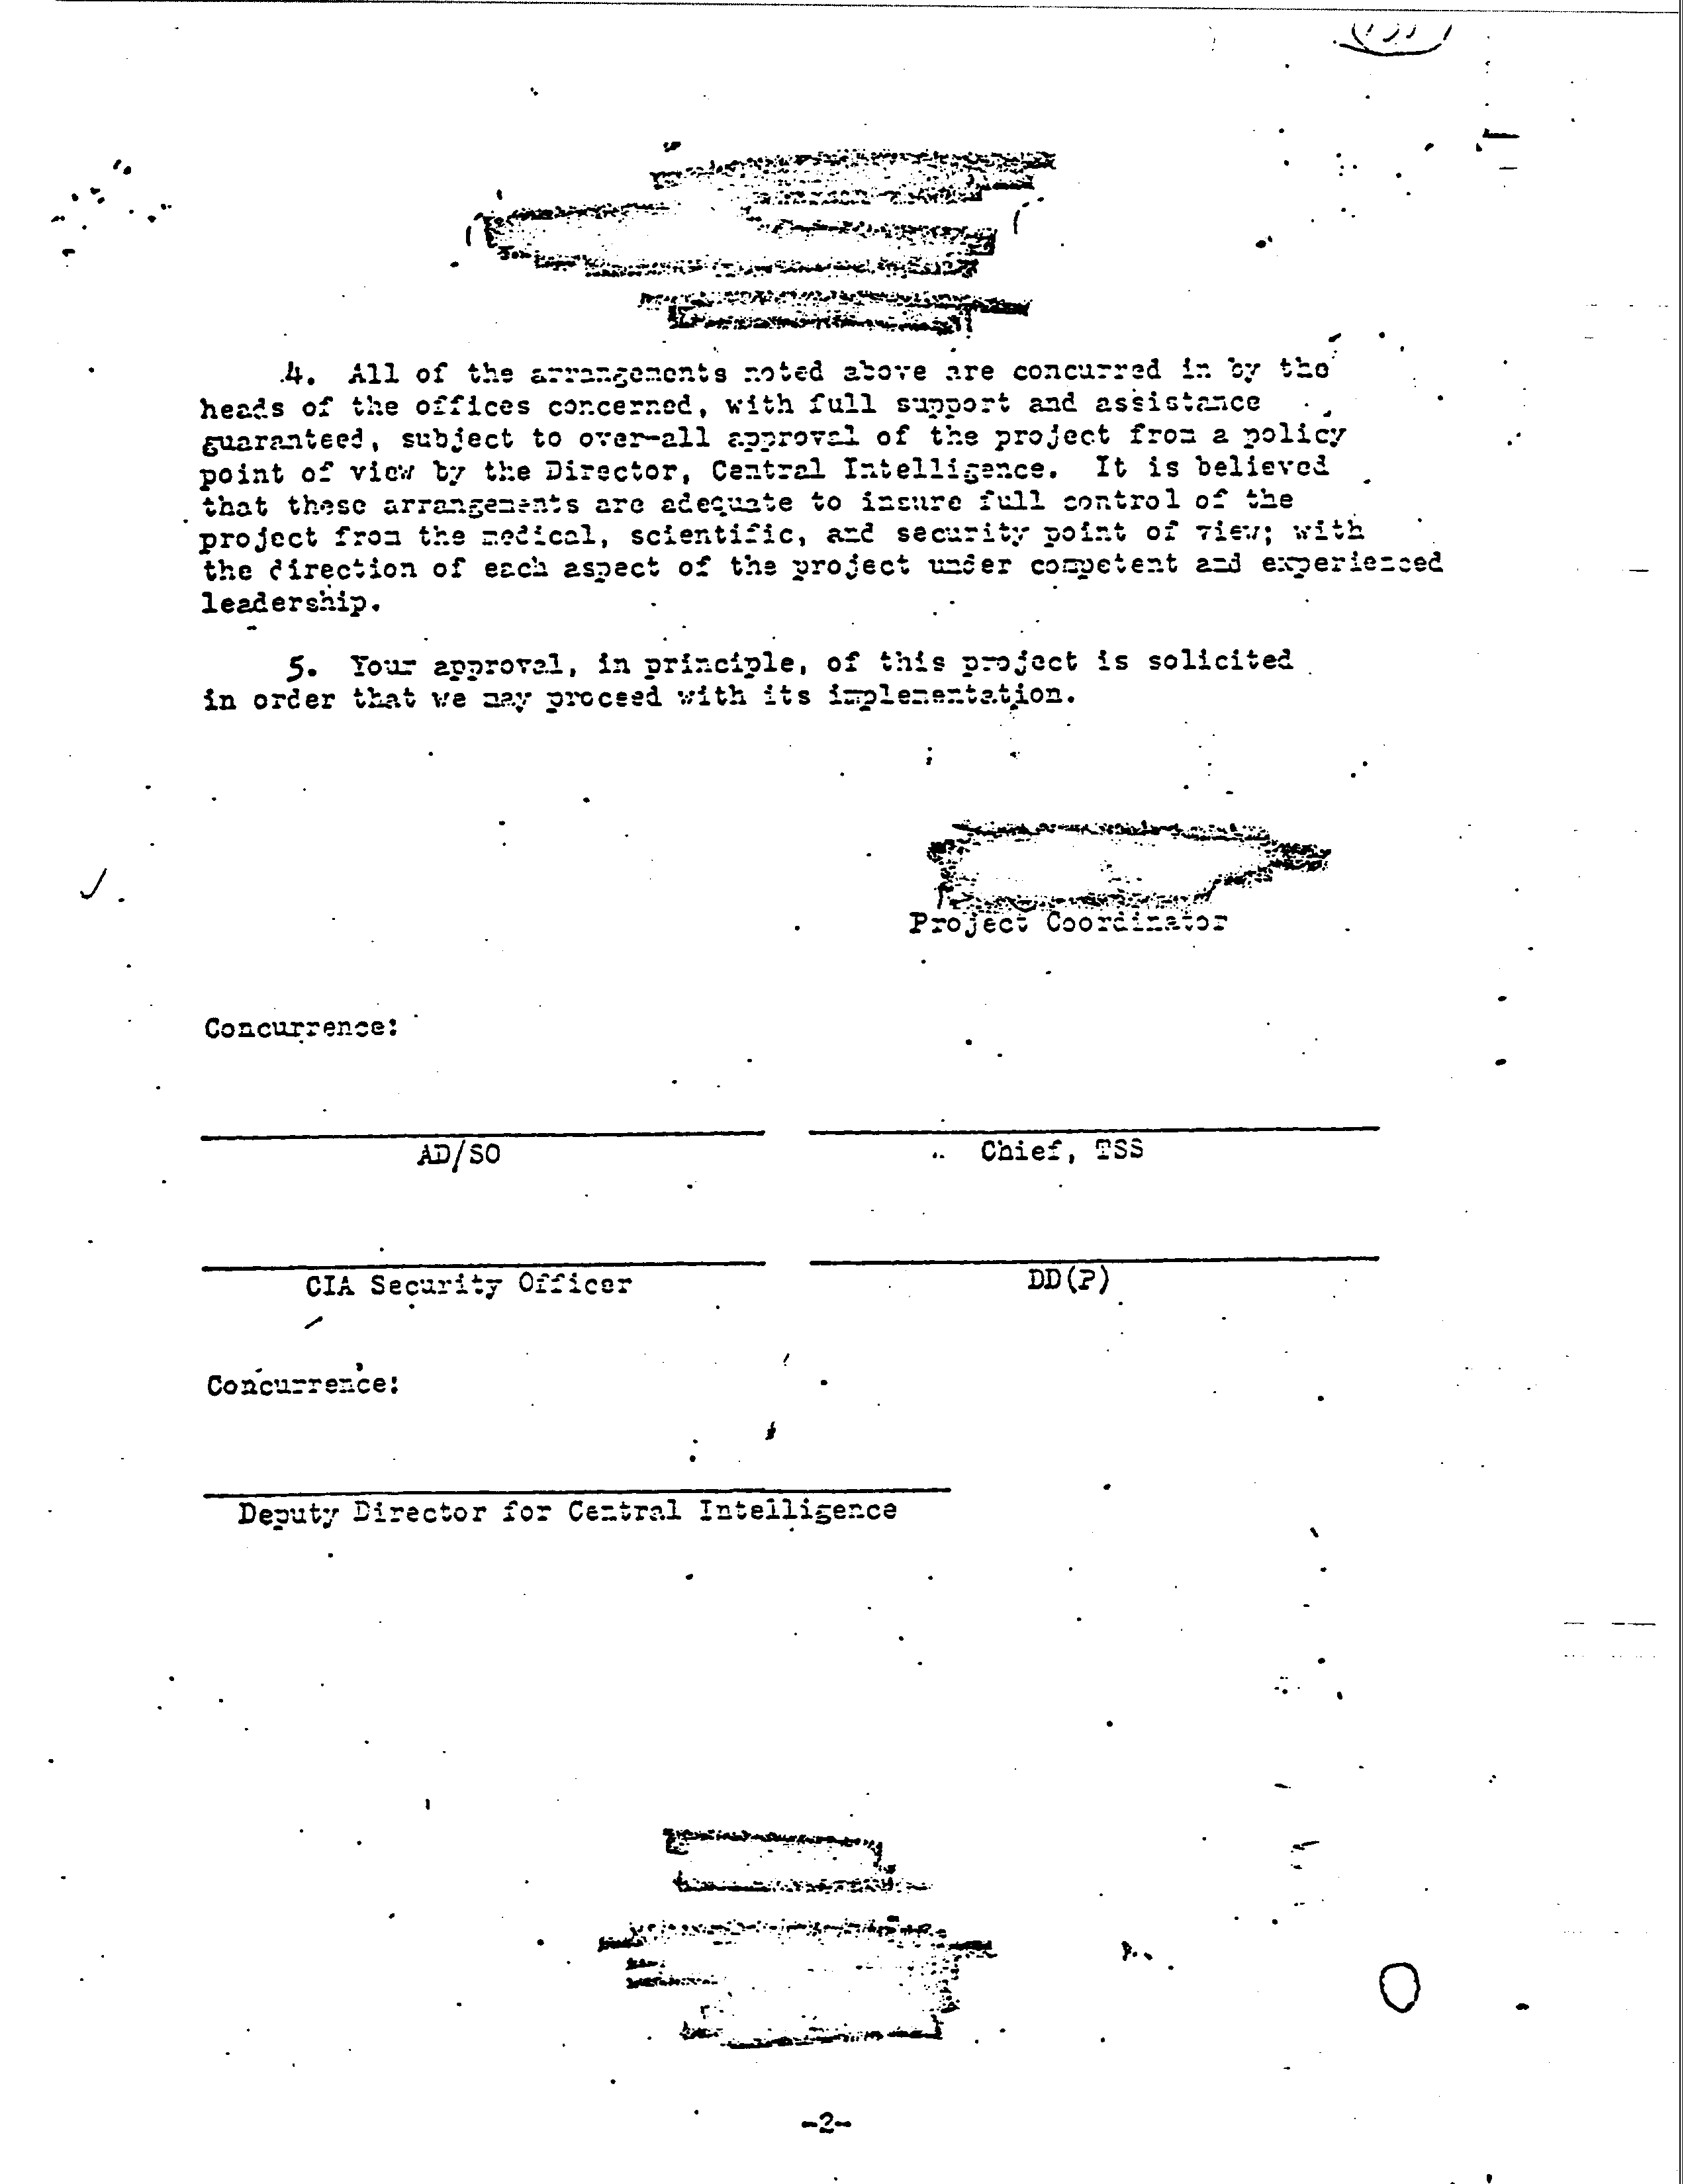 4. All of the arrangements noted above are concurred in by the
heads of the offices concerned, with full support and assistance
guaranteed, subject to over-all approval of the project from a policy
point of view by the Director, Central Intelligence. It is believed
that these arrangements are adequate to insure full control of the
project from the medical, scientific, and security point of view; with
the direction of each aspect of the project under competent and experienced
leadership.
5. Your approval, in principle, of this project is solicited
in order that we may proceed with its implementation.
Project Coordinator
Concurrence:
AD/SO Chief, TSS
CIA Security Officer DD(P)
Concurrence:
Deputy Director for Central Intelligence
-2-